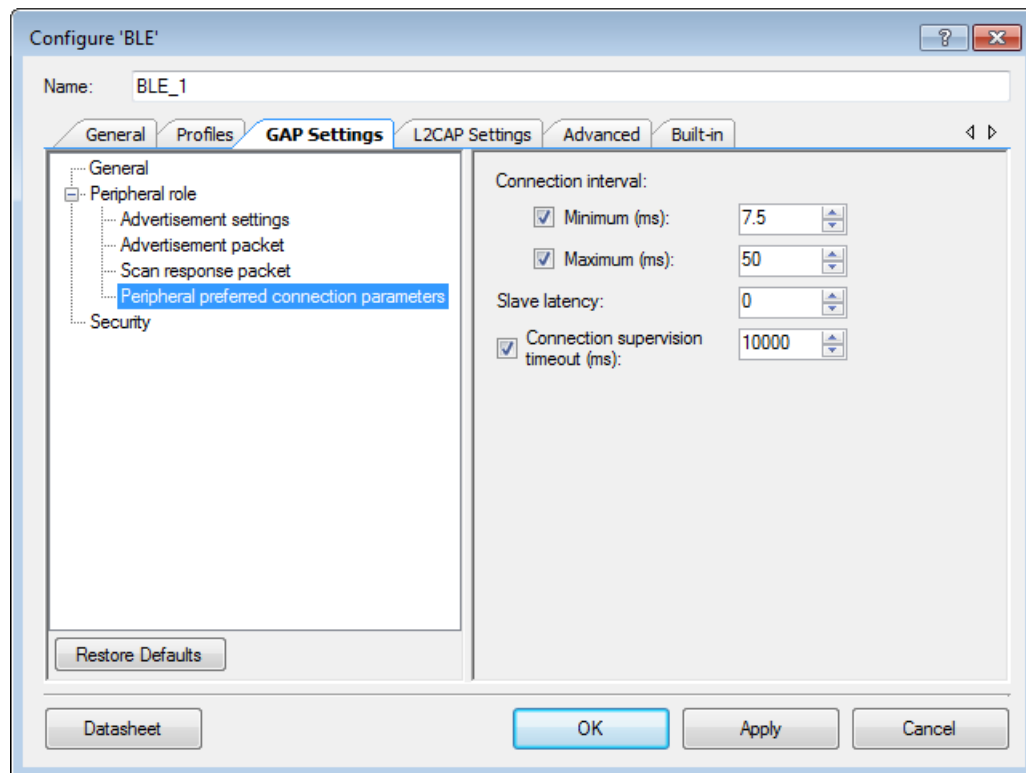 Configure 'BLE'
Name: BLE_1
General Profiles GAP Settings L2CAP Settings Advanced Built-in
General
Peripheral role
Advertisement settings
Advertisement packet
Scan response packet
Peripheral preferred connection parameters
Security
Connection interval:
Minimum (ms): 7.5
Maximum (ms): 50
Slave latency: 0
Connection supervision
timeout (ms): 10000
Restore Defaults
Datasheet OK Apply Cancel